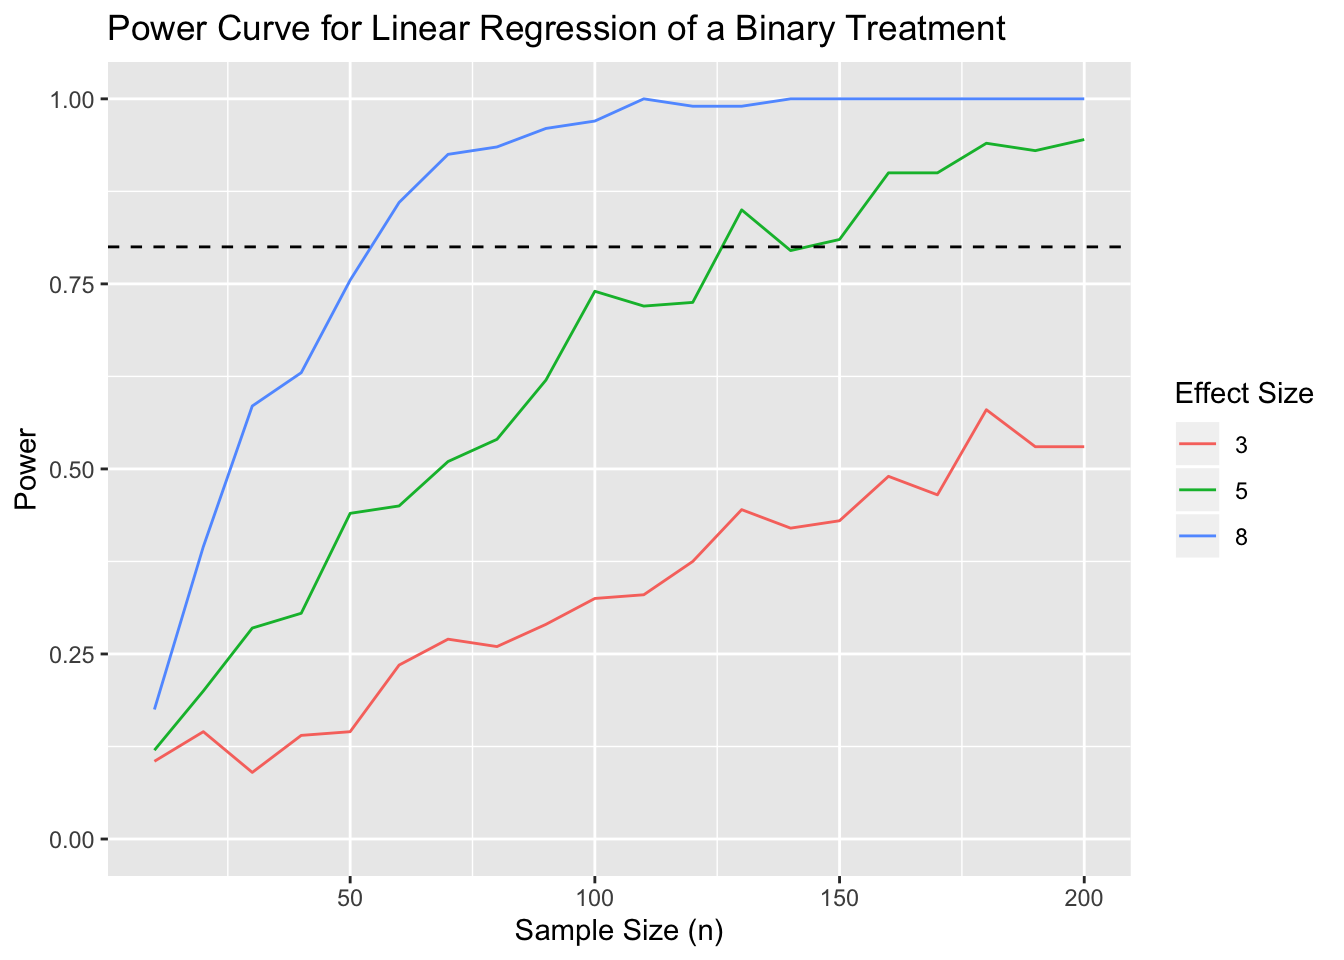 Power Curve for Linear Regression of a Binary Treatment
1.00
0.75
0.50
0.25
0.00
Power
50 100 150 200
Sample Size (n)
Effect Size
3
5
8